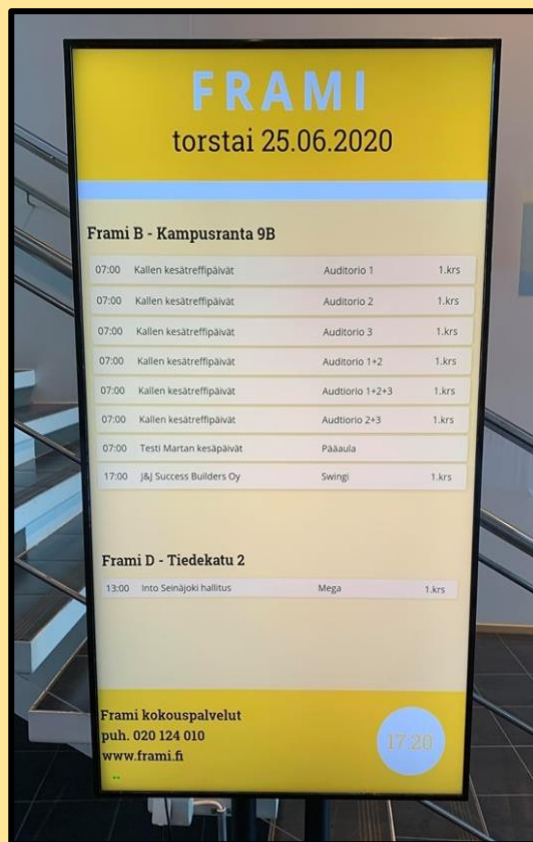 FRAMI
torstai 25.06.2020
Frami B - Kampusranta 9B
07:00 Kallen kesätreffipäivät Auditorio 1 1.krs
07:00 Kallen kesätreffipäivät Auditorio 2 1.krs
07:00 Kallen kesätreffipäivät Auditorio 3 1.krs
07:00 Kallen kesätreffipäivät Auditorio 1+2 1.krs
07:00 Kallen kesätreffipäivät Audtiorio 1+2+3 1.krs
07:00 Kallen kesätreffipäivät Audtiorio 2+3 1.krs
07:00 Testi Martan kesäpäivät Pääaula
17:00 J&J Success Builders Oy Swingi 1.krs
Frami D - Tiedekatu 2
13:00 Into Seinäjoki hallitus Mega 1.krs
Frami kokouspalvelut
puh. 020 124 010
www.frami.fi
17:20